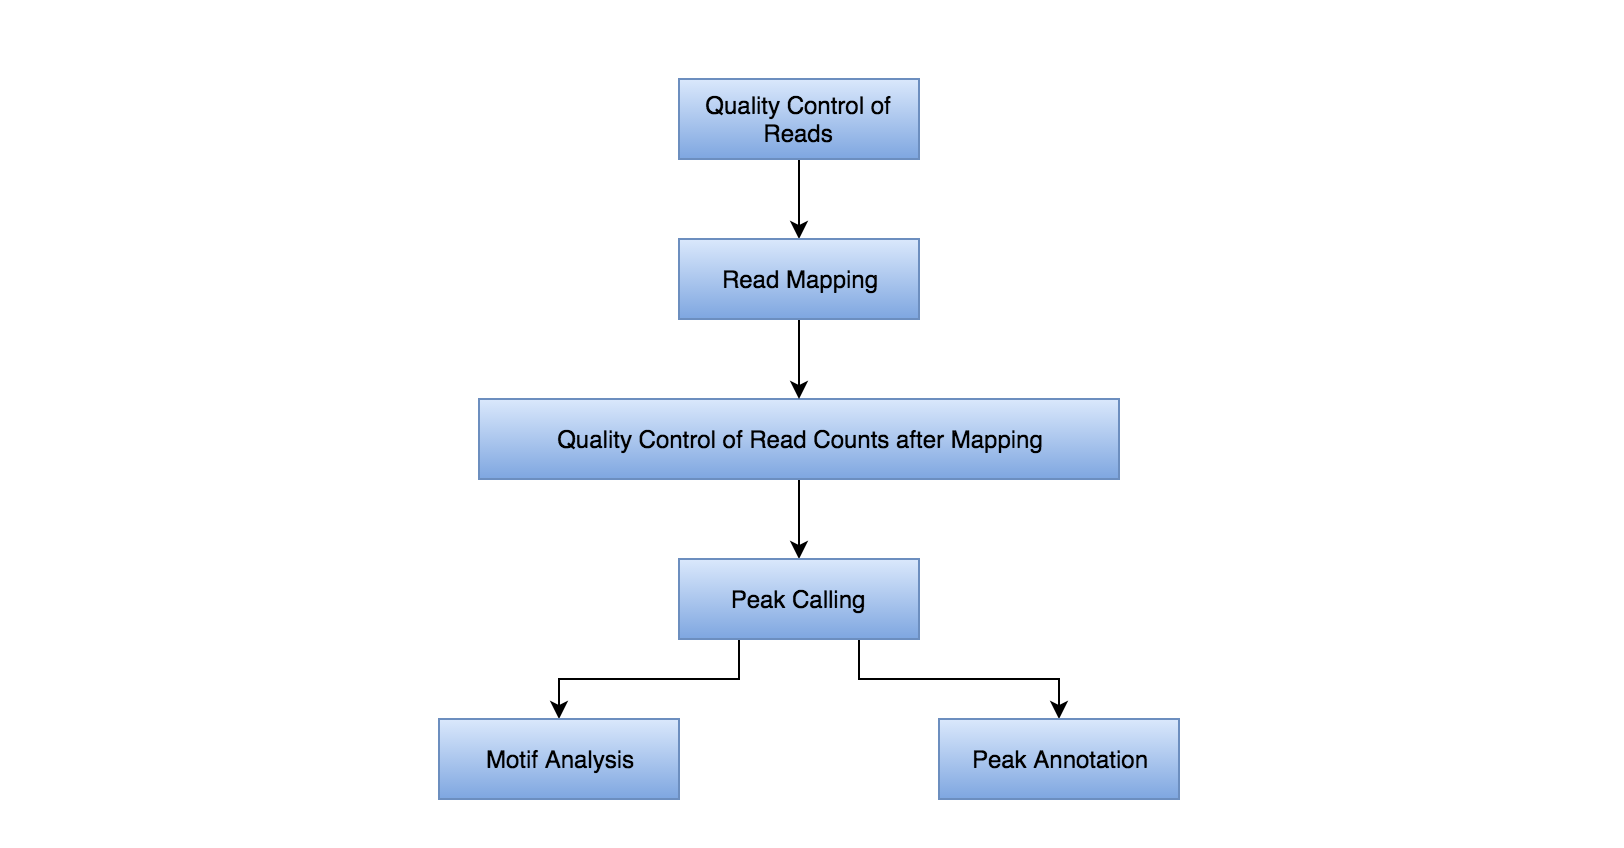 Quality Control of
Reads
Read Mapping
Quality Control of Read Counts after Mapping
Peak Calling
Motif Analysis
Peak Annotation